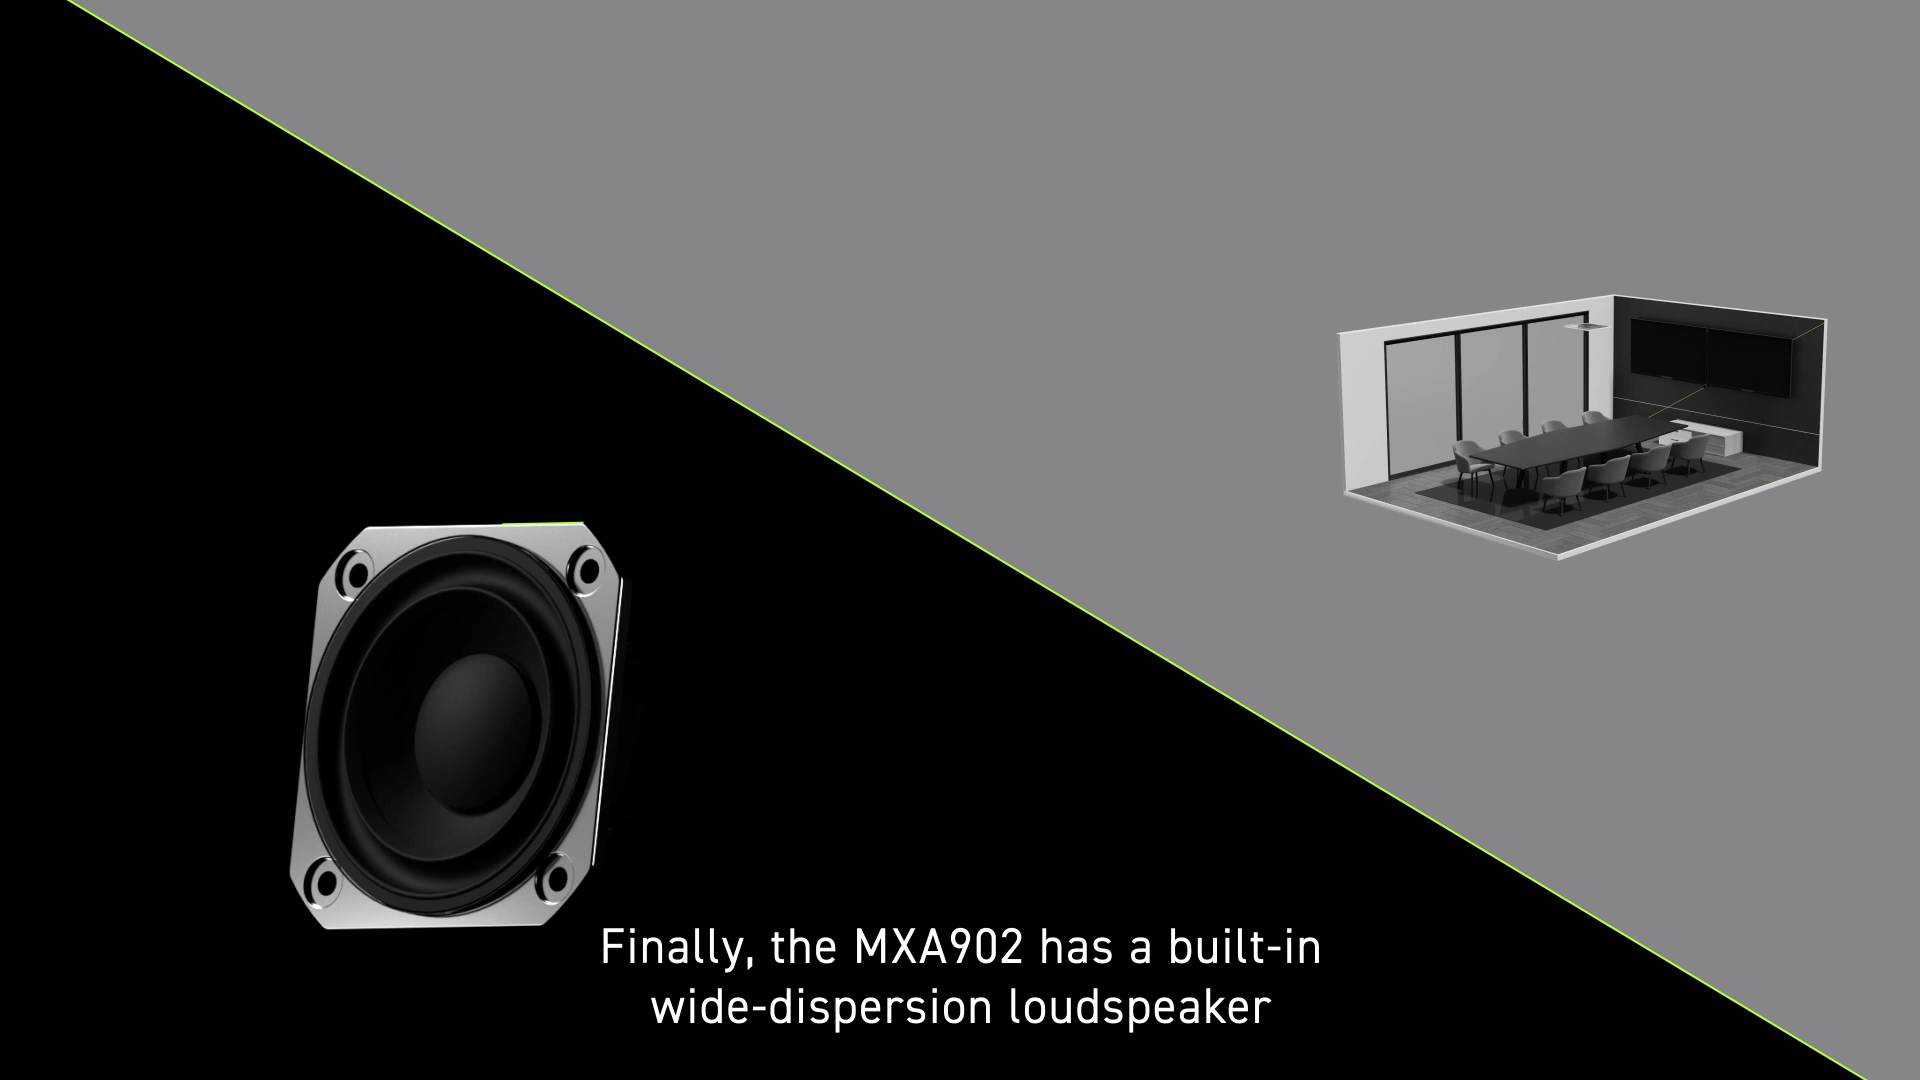 Finally, the MXA902 has a built-in
wide-dispersion loudspeaker